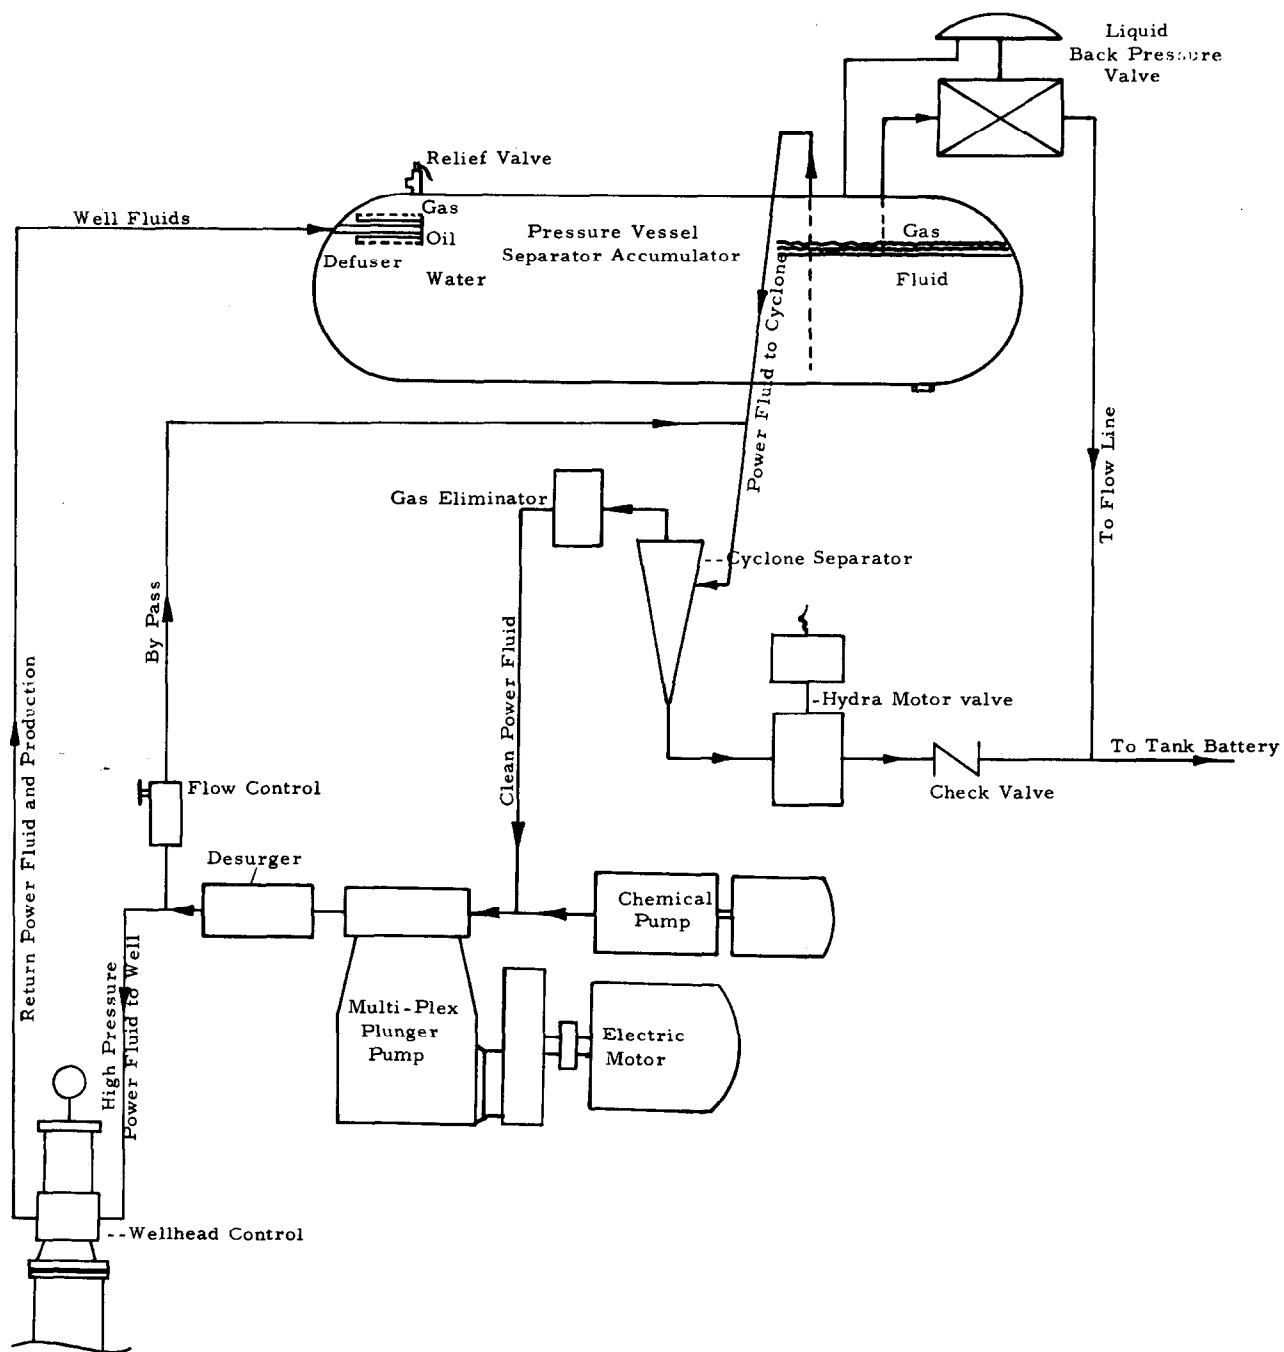 Liquid
Back Pressure
Valve
Relief Valve
Gas
Well Fluids
Oil
Defuser
Water
Pressure Vessel
Separator Accumulator
Gas
Fluid
Power Fluid to Cyclone
To Flow Line
Gas Eliminator
--Cyclone Separator
By Pass
Clean Power Fluid
-Hydra Motor valve
To Tank Battery
Check Valve
Flow Control
Return Power Fluid and Production
Desurger
Chemical
Pump
High Pressure
Power Fluid to Well
Multi-Plex
Plunger
Pump
Electric
Motor
--Wellhead Control